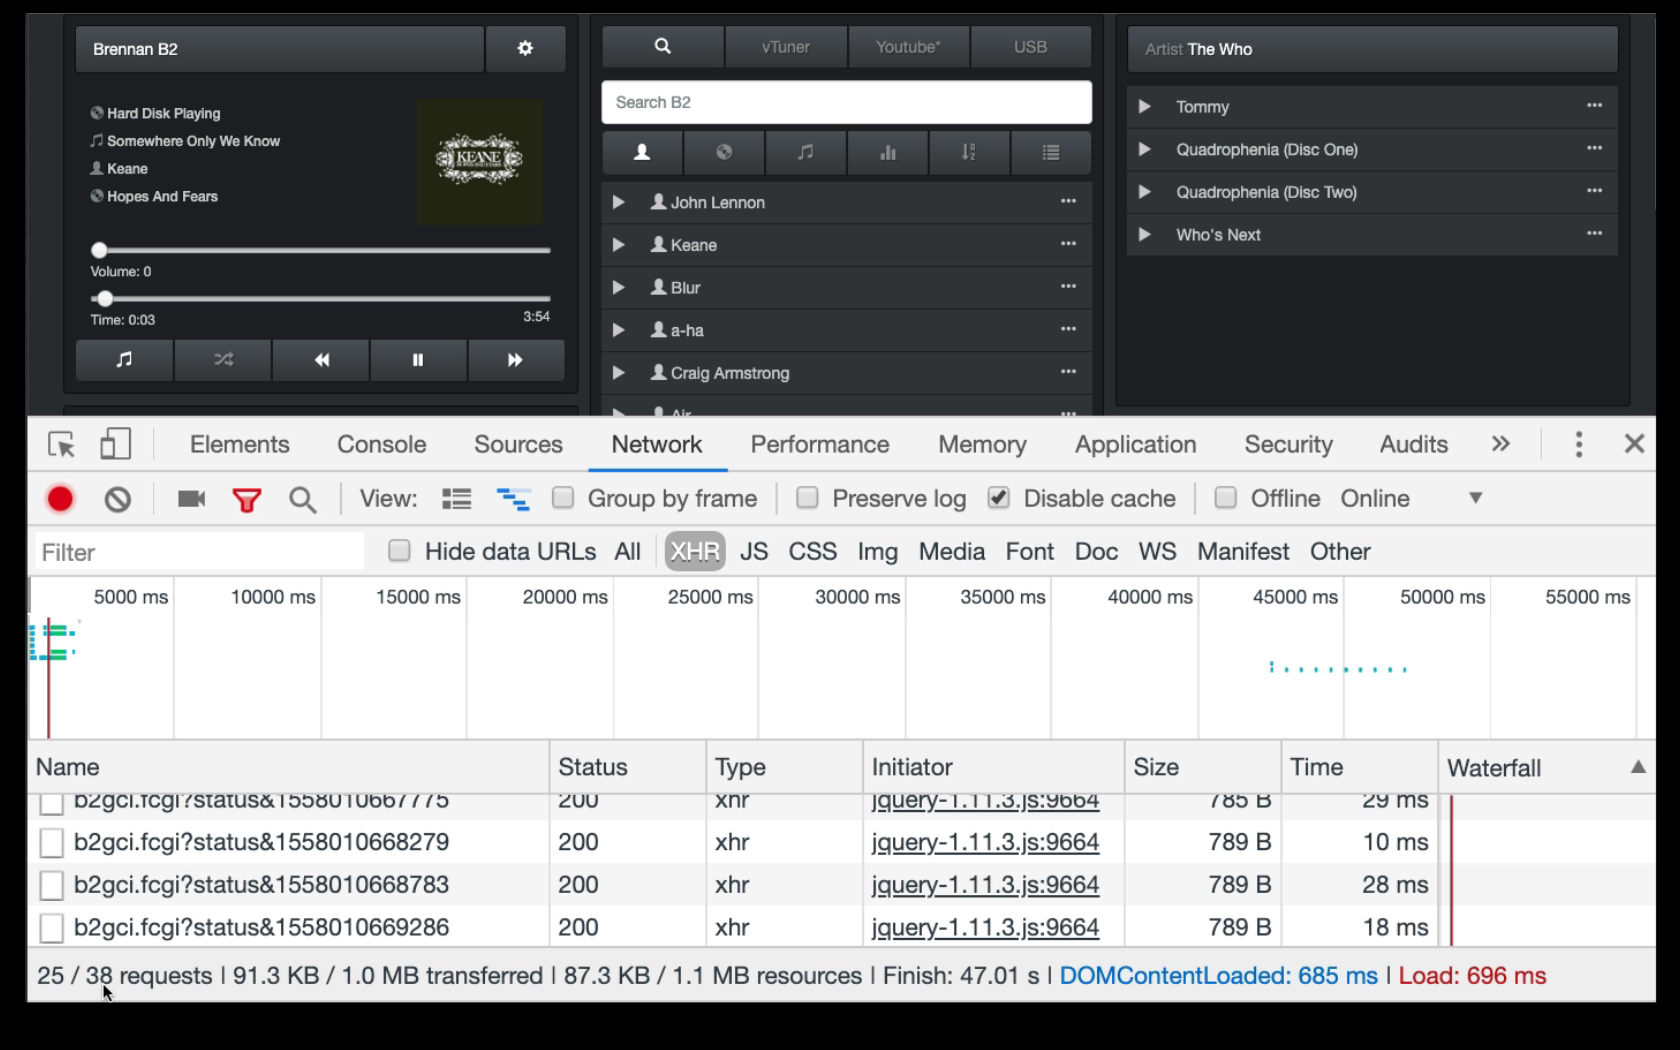 Brennan B2
Hard Disk Playing
Somewhere Only We Know
Keane
Hopes And Fears
KEANE
Volume: 0
Time: 0:03
3:54
vTuner
Youtube*
USB
Search B2
John Lennon
Keane
Blur
a-ha
Craig Armstrong
Air
Artist The Who
Tommy
Quadrophenia (Disc One)
Quadrophenia (Disc Two)
Who's Next
Elements Console Sources Network Performance Memory Application Security Audits
View: Group by frame Preserve log Disable cache Offline Online
Filter Hide data URLs All XHR JS CSS Img Media Font Doc WS Manifest Other
5000 ms 10000 ms 15000 ms 20000 ms 25000 ms 30000 ms 35000 ms 40000 ms 45000 ms 50000 ms 55000 ms
Name Status Type Initiator Size Time Waterfall
b2gci.fcgi?status&1558010667775 200 xhr jquery-1.11.3.js:9664 785 B 29 ms
b2gci.fcgi?status&1558010668279 200 xhr jquery-1.11.3.js:9664 789 B 10 ms
b2gci.fcgi?status&1558010668783 200 xhr jquery-1.11.3.js:9664 789 B 28 ms
b2gci.fcgi?status&1558010669286 200 xhr jquery-1.11.3.js:9664 789 B 18 ms
25 / 38 requests | 91.3 KB / 1.0 MB transferred | 87.3 KB / 1.1 MB resources | Finish: 47.01 s | DOMContentLoaded: 685 ms | Load: 696 ms